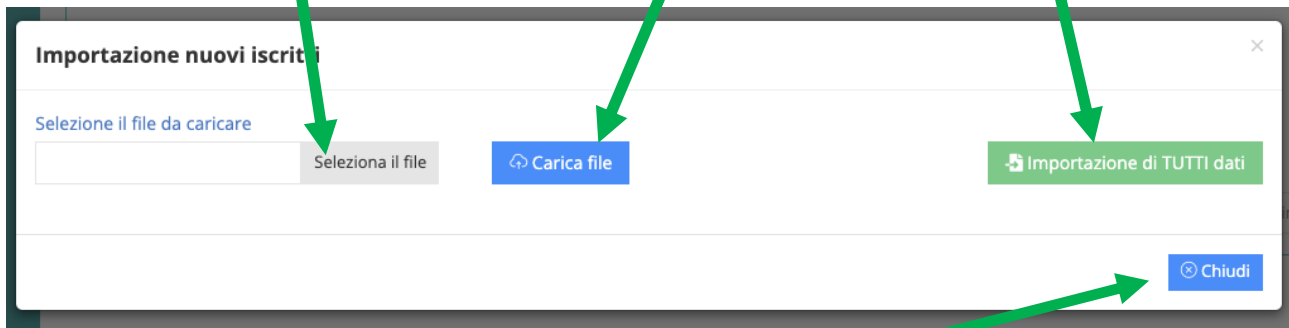 Importazione nuovi iscritti
Selezione il file da caricare
Seleziona il file
Carica file
Importazione di TUTTI dati
Chiudi